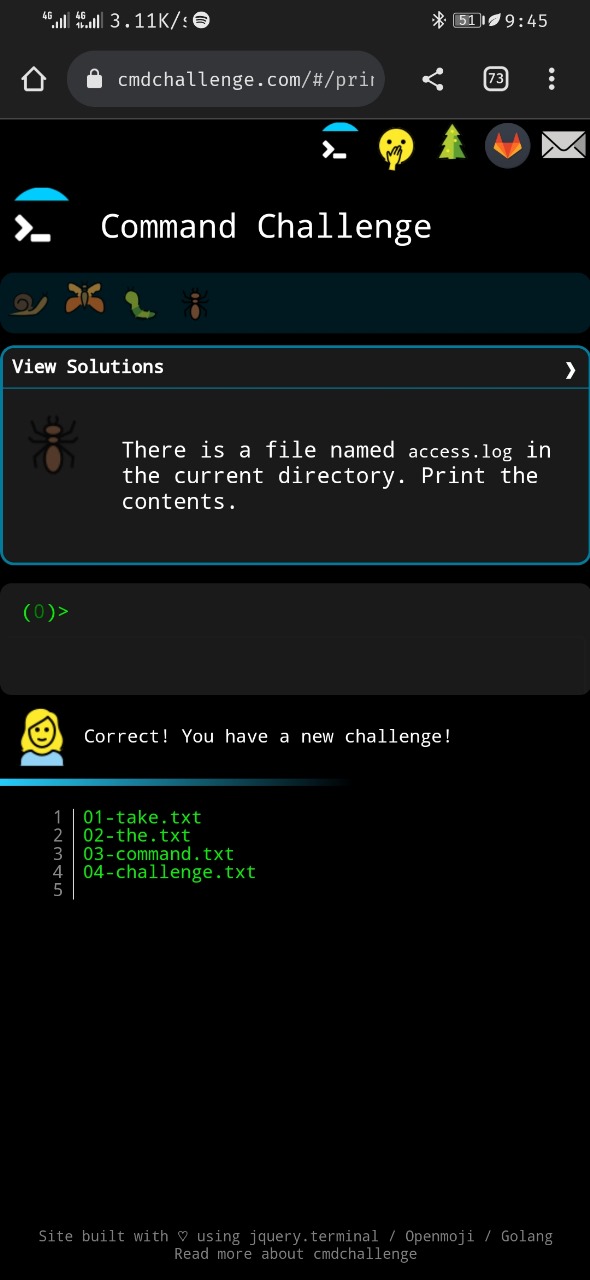 4G 4G 3.11K/s 51 9:45
cmdchallenge.com/#/prin 73
Command Challenge
View Solutions ❯
There is a file named access.log in
the current directory. Print the
contents.
(0)>
Correct! You have a new challenge!
1 01-take.txt
2 02-the.txt
3 03-command.txt
4 04-challenge.txt
5
Site built with ♡ using jquery.terminal / Openmoji / Golang
Read more about cmdchallenge